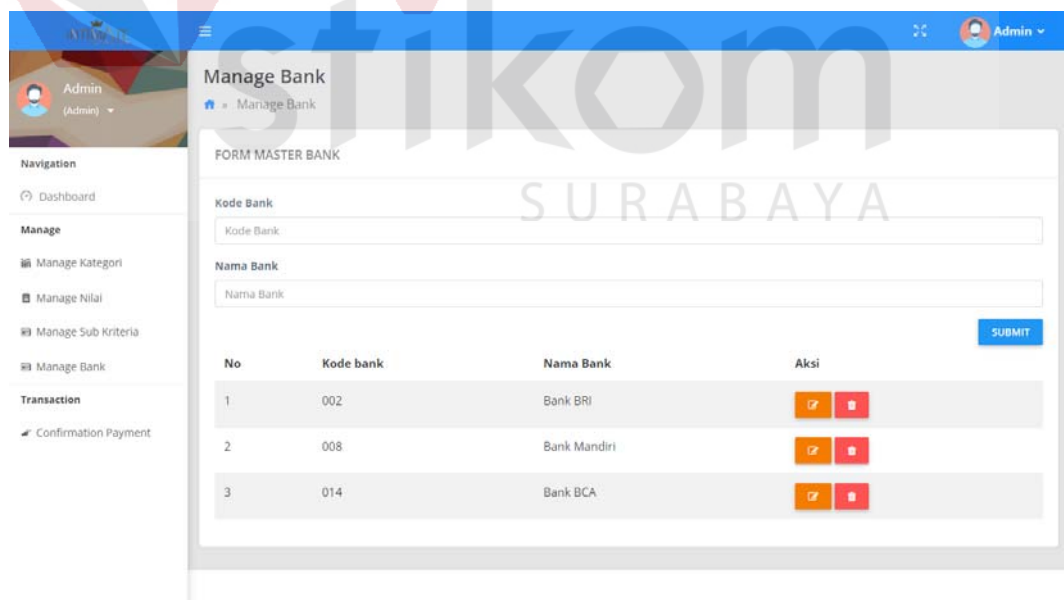 Admin
Admin
(Admin)
Navigation
Dashboard
Manage
Manage Kategori
Manage Nilai
Manage Sub Kriteria
Manage Bank
Transaction
Confirmation Payment
Manage Bank
» Manage Bank
FORM MASTER BANK
Kode Bank
Kode Bank
Nama Bank
Nama Bank
SUBMIT
No Kode bank Nama Bank Aksi
1 002 Bank BRI
2 008 Bank Mandiri
3 014 Bank BCA
stikom
SURABAYA